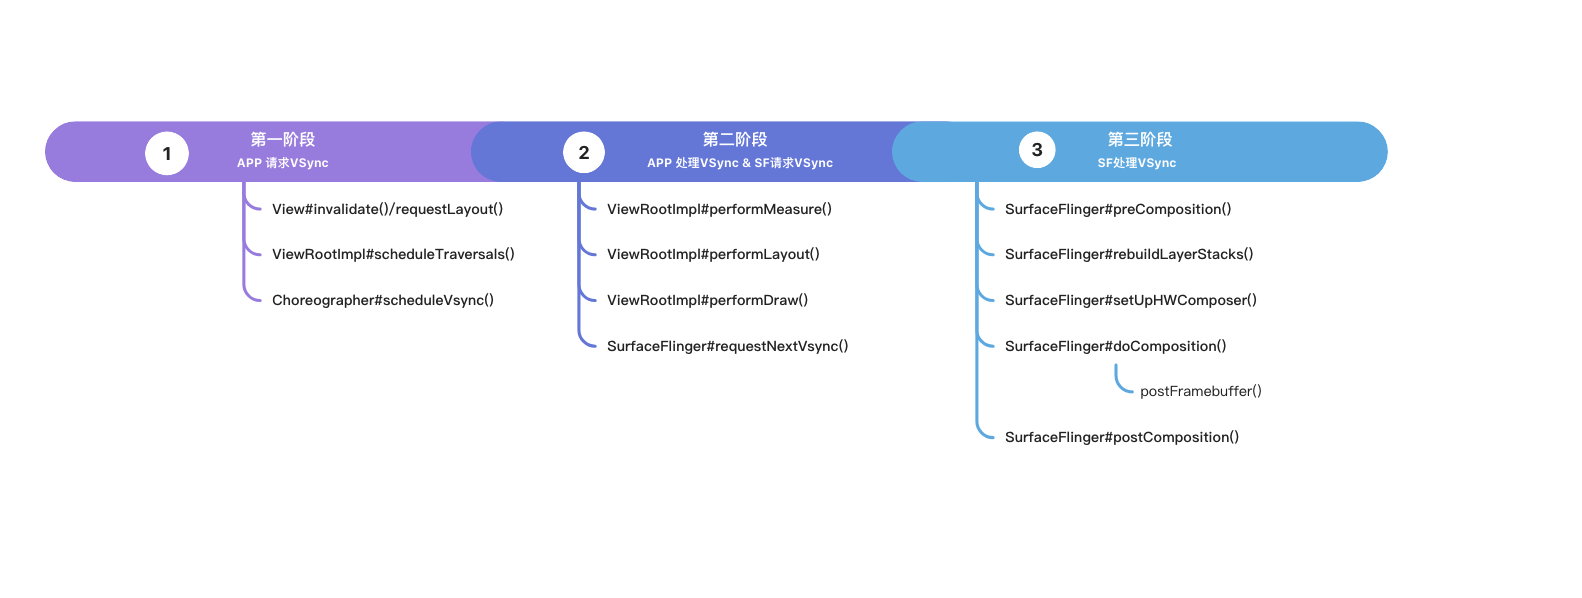 1
第一阶段
APP 请求VSync
View#invalidate()/requestLayout()
ViewRootImpl#scheduleTraversals()
Choreographer#scheduleVsync()
2
第二阶段
APP 处理VSync & SF请求VSync
ViewRootImpl#performMeasure()
ViewRootImpl#performLayout()
ViewRootImpl#performDraw()
SurfaceFlinger#requestNextVsync()
3
第三阶段
SF处理VSync
SurfaceFlinger#preComposition()
SurfaceFlinger#rebuildLayerStacks()
SurfaceFlinger#setUpHWComposer()
SurfaceFlinger#doComposition()
postFramebuffer()
SurfaceFlinger#postComposition()